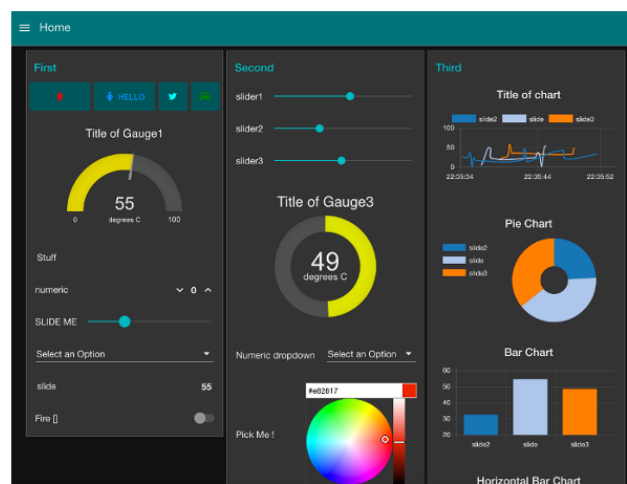 Home
First
HELLO
Title of Gauge1
55
degrees C
0
100
Stuff
numeric
0
SLIDE ME
Select an Option
slide
55
Fire []
Second
slider1
slider2
slider3
Title of Gauge3
49
degrees C
Numeric dropdown
Select an Option
#e82617
Pick Me !
Third
Title of chart
slide2 slide slide3
100
50
0
22:35:34 22:35:44 22:35:52
Pie Chart
slide2
slide
slide3
Bar Chart
60
50
40
30
20
slide2 slide slide3
Horizontal Bar Chart